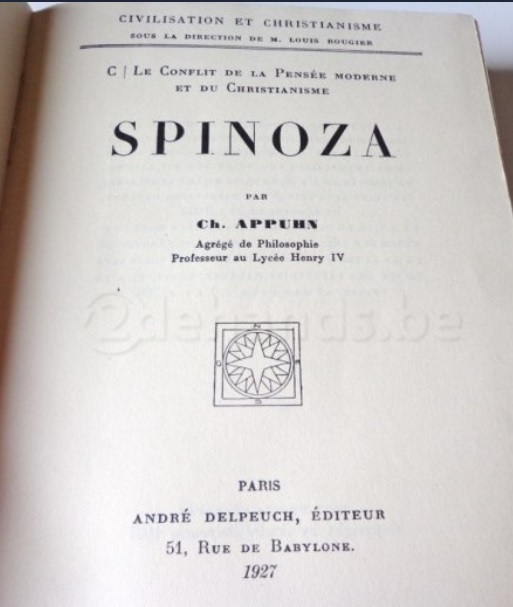 CIVILISATION ET CHRISTIANISME
SOUS LA DIRECTION DE M. LOUIS ROUGIER
C | LE CONFLIT DE LA PENSÉE MODERNE
ET DU CHRISTIANISME
SPINOZA
PAR
Ch. APPUHN
Agrégé de Philosophie
Professeur au Lycée Henry IV
2dehands.be
N
O E
S
PARIS
ANDRÉ DELPEUCH, ÉDITEUR
51, RUE DE BABYLONE.
1927